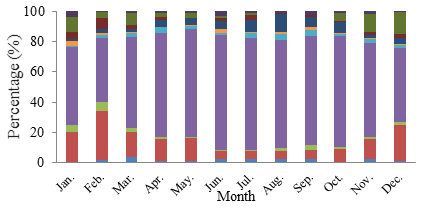 Percentage (%)
100
80
60
40
20
0
Jan. Feb. Mar. Apr. May. Jun. Jul. Aug. Sep. Oct. Nov. Dec.
Month